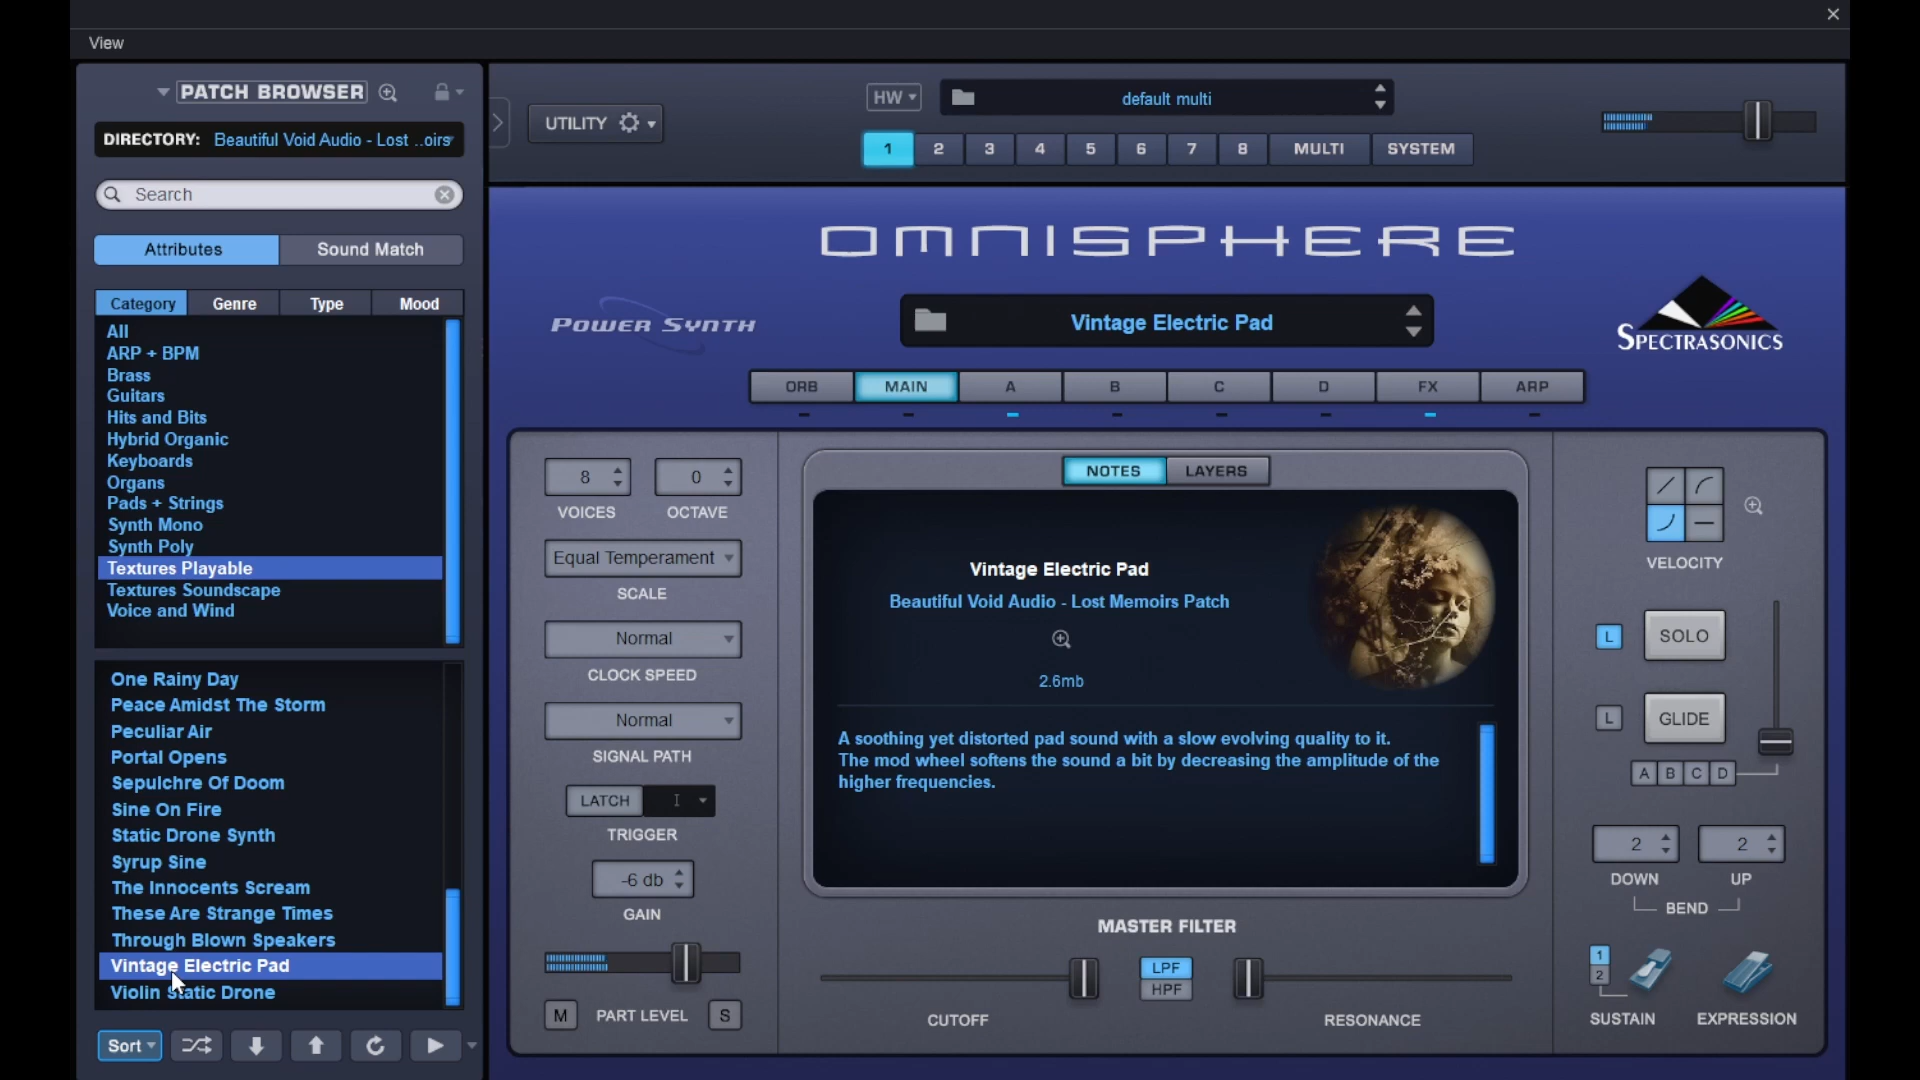 View
PATCH BROWSER
DIRECTORY: Beautiful Void Audio - Lost ..oirs
Search
Attributes
Sound Match
Category
Genre
Type
Mood
All
ARP + BPM
Brass
Guitars
Hits and Bits
Hybrid Organic
Keyboards
Organs
Pads + Strings
Synth Mono
Synth Poly
Textures Playable
Textures Soundscape
Voice and Wind
One Rainy Day
Peace Amidst The Storm
Peculiar Air
Portal Opens
Sepulchre Of Doom
Sine On Fire
Static Drone Synth
Syrup Sine
The Innocents Scream
These Are Strange Times
Through Blown Speakers
Vintage Electric Pad
Violin Static Drone
Sort
UTILITY
HW
default multi
1 2 3 4 5 6 7 8 MULTI SYSTEM
OMNISPHERE
POWER SYNTH
Vintage Electric Pad
SPECTRASONICS
ORB MAIN A B C D FX ARP
8
0
VOICES
OCTAVE
Equal Temperament
SCALE
Normal
CLOCK SPEED
Normal
SIGNAL PATH
LATCH
TRIGGER
-6 db
GAIN
M PART LEVEL S
NOTES LAYERS
Vintage Electric Pad
Beautiful Void Audio - Lost Memoirs Patch
2.6mb
A soothing yet distorted pad sound with a slow evolving quality to it.
The mod wheel softens the sound a bit by decreasing the amplitude of the
higher frequencies.
MASTER FILTER
LPF
HPF
CUTOFF
RESONANCE
VELOCITY
L SOLO
L GLIDE
A B C D
2
2
DOWN
UP
BEND
1
2
SUSTAIN
EXPRESSION